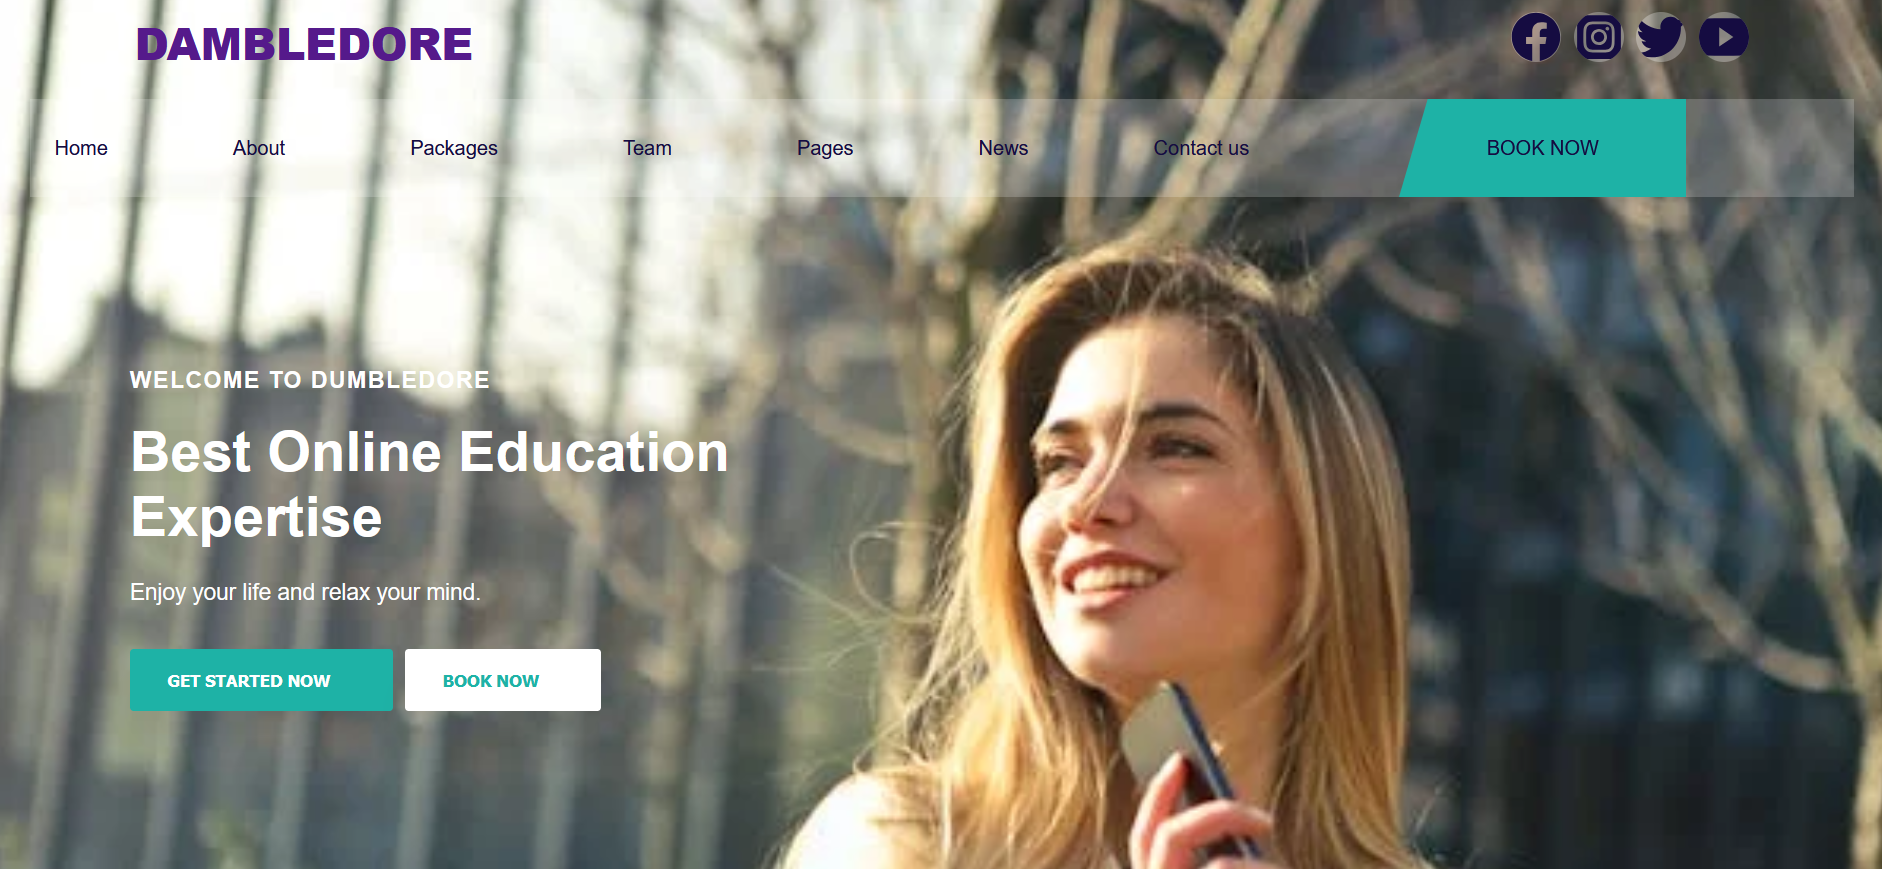 DAMBLEDORE
Home About Packages Team Pages News Contact us BOOK NOW
WELCOME TO DUMBLEDORE
Best Online Education
Expertise
Enjoy your life and relax your mind.
GET STARTED NOW BOOK NOW